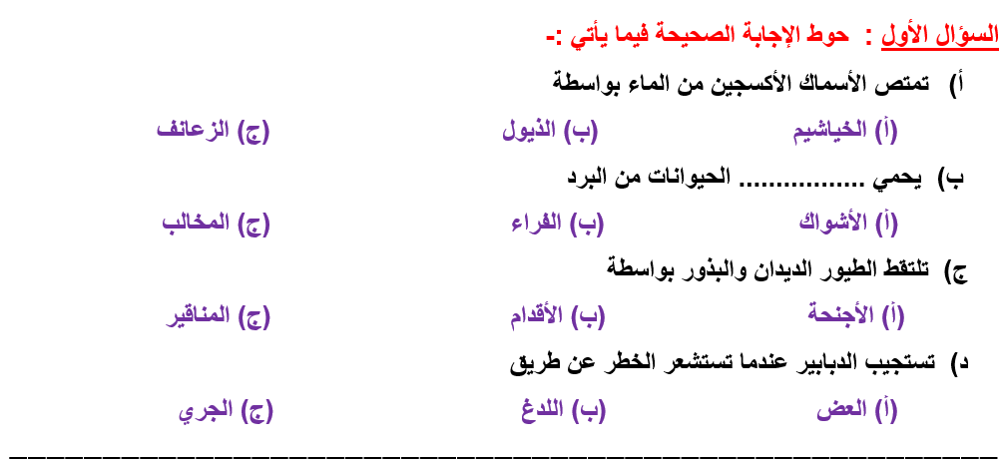 السؤال الأول : حوط الإجابة الصحيحة فيما يأتي :-
أ) تمتص الأسماك الأكسجين من الماء بواسطة
(أ) الخياشيم (ب) الذيول (ج) الزعانف
ب) يحمي ................. الحيوانات من البرد
(أ) الأشواك (ب) الفراء (ج) المخالب
ج) تلتقط الطيور الديدان والبذور بواسطة
(أ) الأجنحة (ب) الأقدام (ج) المناقير
د) تستجيب الدبابير عندما تستشعر الخطر عن طريق
(أ) العض (ب) اللدغ (ج) الجري